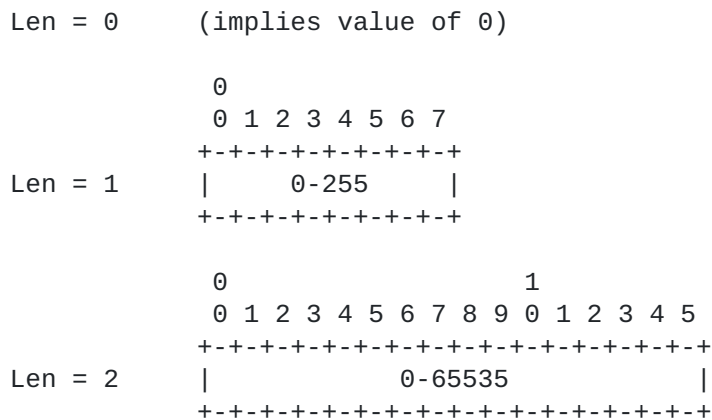 Len = 0     (implies value of 0)

             0
             0 1 2 3 4 5 6 7
            +-+-+-+-+-+-+-+-+
Len = 1     |     0-255     |
            +-+-+-+-+-+-+-+-+

             0                   1
             0 1 2 3 4 5 6 7 8 9 0 1 2 3 4 5
            +-+-+-+-+-+-+-+-+-+-+-+-+-+-+-+-+
Len = 2     |            0-65535            |
            +-+-+-+-+-+-+-+-+-+-+-+-+-+-+-+-+